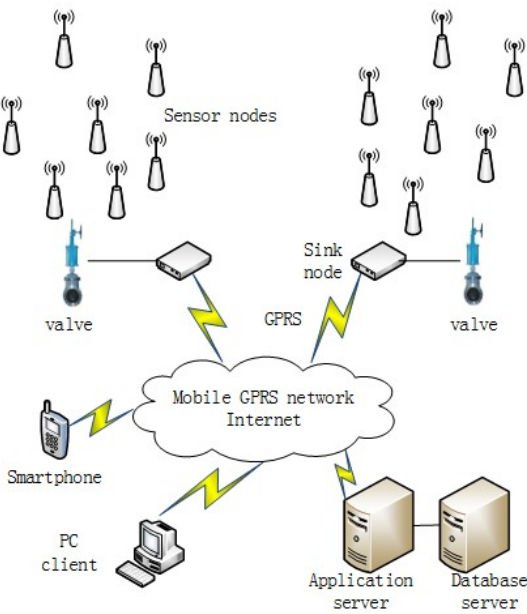 Sensor nodes
Sink
node
valve
GPRS
valve
Mobile GPRS network
Internet
Smartphone
PC
client
Application
server
Database
server